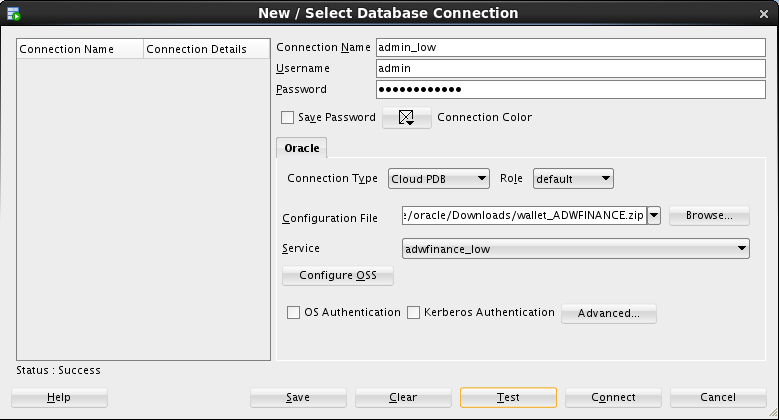 New / Select Database Connection
Connection Name Connection Details
Connection Name admin_low
Username admin
Password ●●●●●●●●●●●●
Save Password Connection Color
Oracle
Connection Type Cloud PDB Role default
Configuration File e/oracle/Downloads/wallet_ADWFINANCE.zip Browse...
Service adwfinance_low
Configure OSS
OS Authentication Kerberos Authentication Advanced...
Status : Success
Help Save Clear Test Connect Cancel